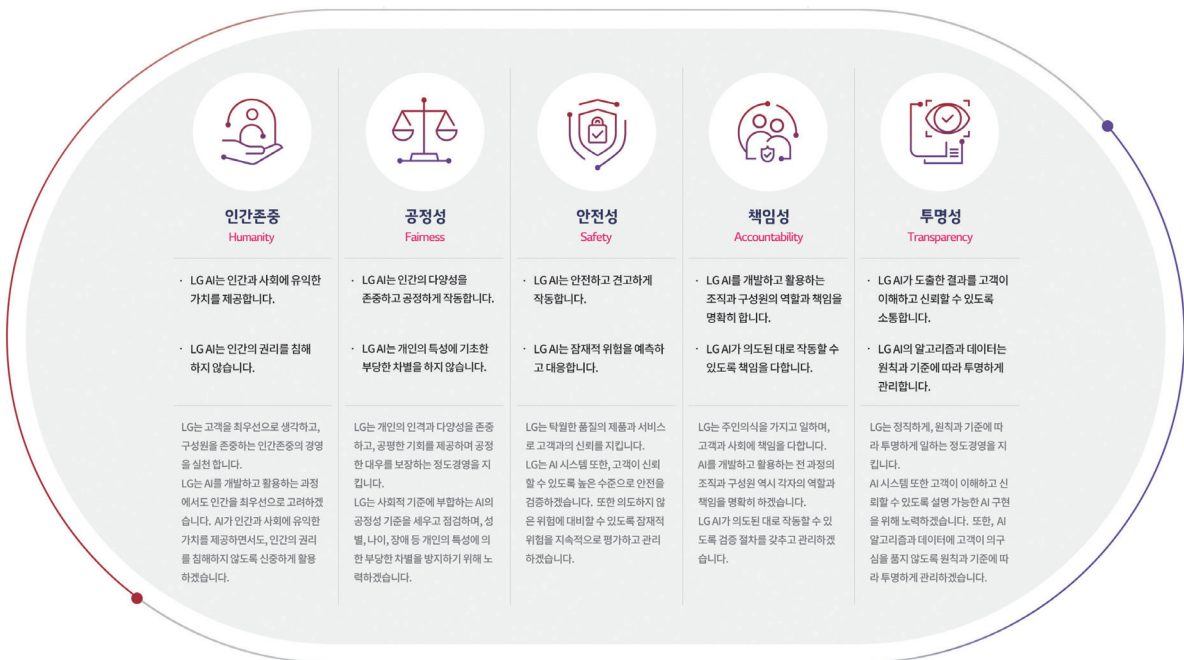 인간존중
Humanity
· LG AI는 인간과 사회에 유익한
가치를 제공합니다.
· LG AI는 인간의 권리를 침해
하지 않습니다.
LG는 고객을 최우선으로 생각하고,
구성원을 존중하는 인간존중의 경영
을 실천 합니다.
LG는 AI를 개발하고 활용하는 과정
에서도 인간을 최우선으로 고려하겠
습니다. AI가 인간과 사회에 유익한
가치를 제공하면서도, 인간의 권리
를 침해하지 않도록 신중하게 활용
하겠습니다.
공정성
Fairness
· LG AI는 인간의 다양성을
존중하고 공정하게 작동합니다.
· LG AI는 개인의 특성에 기초한
부당한 차별을 하지 않습니다.
LG는 개인의 인격과 다양성을 존중
하고, 공평한 기회를 제공하며 공정
한 대우를 보장하는 정도경영을 지
킵니다.
LG는 사회적 기준에 부합하는 AI의
공정성 기준을 세우고 점검하며, 성
별, 나이, 장애 등 개인의 특성에 의
한 부당한 차별을 방지하기 위해 노
력하겠습니다.
안전성
Safety
· LG AI는 안전하고 견고하게
작동합니다.
· LG AI는 잠재적 위험을 예측하
고 대응합니다.
LG는 탁월한 품질의 제품과 서비스
로 고객과의 신뢰를 지킵니다.
LG는 AI 시스템 또한, 고객이 신뢰
할 수 있도록 높은 수준으로 안전을
검증하겠습니다. 또한 의도하지 않
은 위험에 대비할 수 있도록 잠재적
위험을 지속적으로 평가하고 관리
하겠습니다.
책임성
Accountability
· LG AI를 개발하고 활용하는
조직과 구성원의 역할과 책임을
명확히 합니다.
· LG AI가 의도된 대로 작동할 수
있도록 책임을 다합니다.
LG는 주인의식을 가지고 일하며,
고객과 사회에 책임을 다합니다.
AI를 개발하고 활용하는 전 과정의
조직과 구성원 역시 각자의 역할과
책임을 명확히 하겠습니다.
LG AI가 의도된 대로 작동할 수 있
도록 검증 절차를 갖추고 관리하겠
습니다.
투명성
Transparency
· LG AI가 도출한 결과를 고객이
이해하고 신뢰할 수 있도록
소통합니다.
· LG AI의 알고리즘과 데이터는
원칙과 기준에 따라 투명하게
관리합니다.
LG는 정직하게, 원칙과 기준에 따
라 투명하게 일하는 정도경영을 지
킵니다.
AI 시스템 또한 고객이 이해하고 신
뢰할 수 있도록 설명 가능한 AI 구현
을 위해 노력하겠습니다. 또한, AI
알고리즘과 데이터에 고객이 의구
심을 품지 않도록 원칙과 기준에 따
라 투명하게 관리하겠습니다.